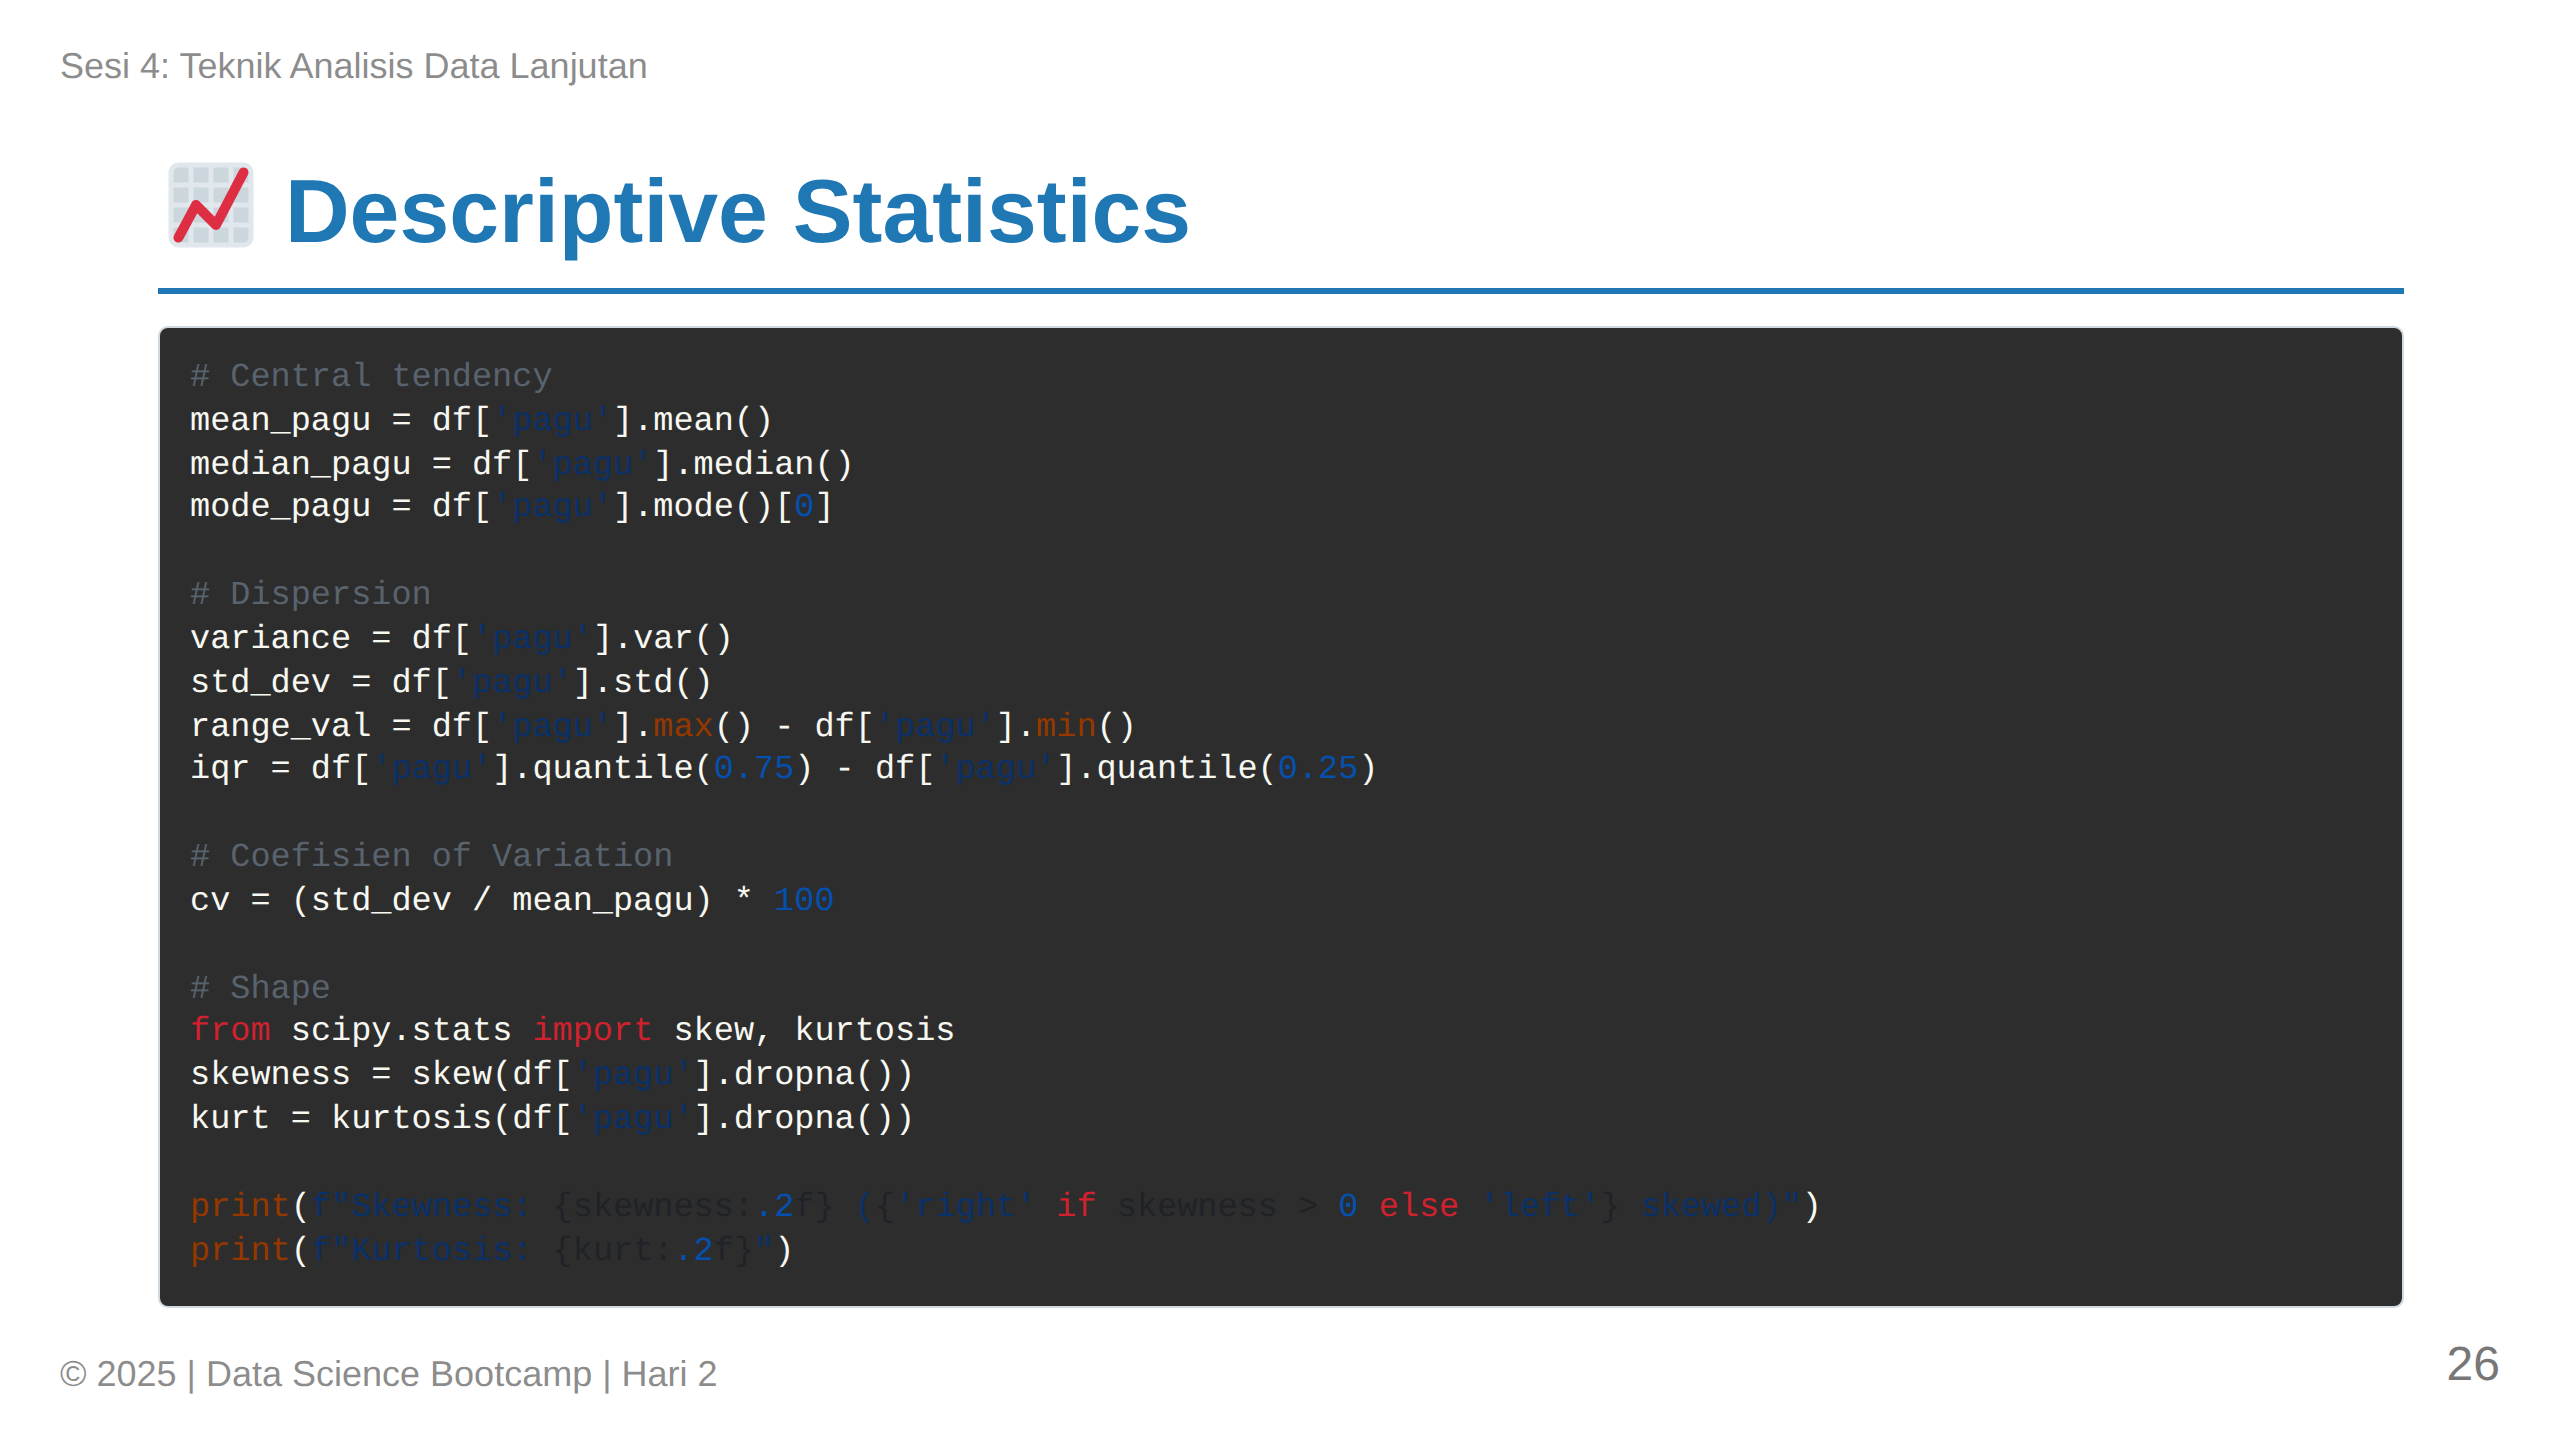 Sesi 4: Teknik Analisis Data Lanjutan
Descriptive Statistics
# Central tendency
mean_pagu = df['pagu'].mean()
median_pagu = df['pagu'].median()
mode_pagu = df['pagu'].mode()[0]
# Dispersion
variance = df['pagu'].var()
std_dev = df['pagu'].std()
range_val = df['pagu'].max() - df['pagu'].min()
iqr = df['pagu'].quantile(0.75) - df['pagu'].quantile(0.25)
# Coefisien of Variation
cv = (std_dev / mean_pagu) * 100
# Shape
from scipy.stats import skew, kurtosis
skewness = skew(df['pagu'].dropna())
kurt = kurtosis(df['pagu'].dropna())
print(f"Skewness: {skewness:.2f} ({'right' if skewness > 0 else 'left'} skewed)")
print(f"Kurtosis: {kurt:.2f}")
© 2025 | Data Science Bootcamp | Hari 2
26